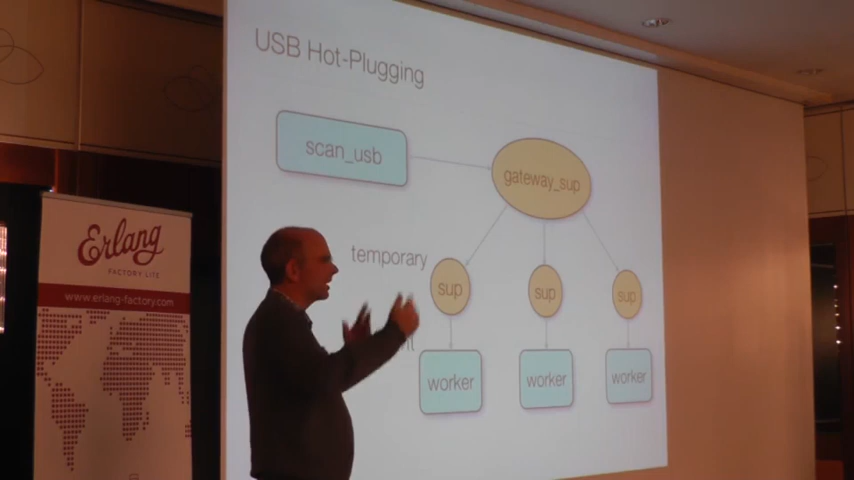 USB Hot-Plugging
scan_usb
gateway_sup
temporary
sup
sup
sup
worker
worker
worker
Erlang
FACTORY LITE
www.erlang-factory.com